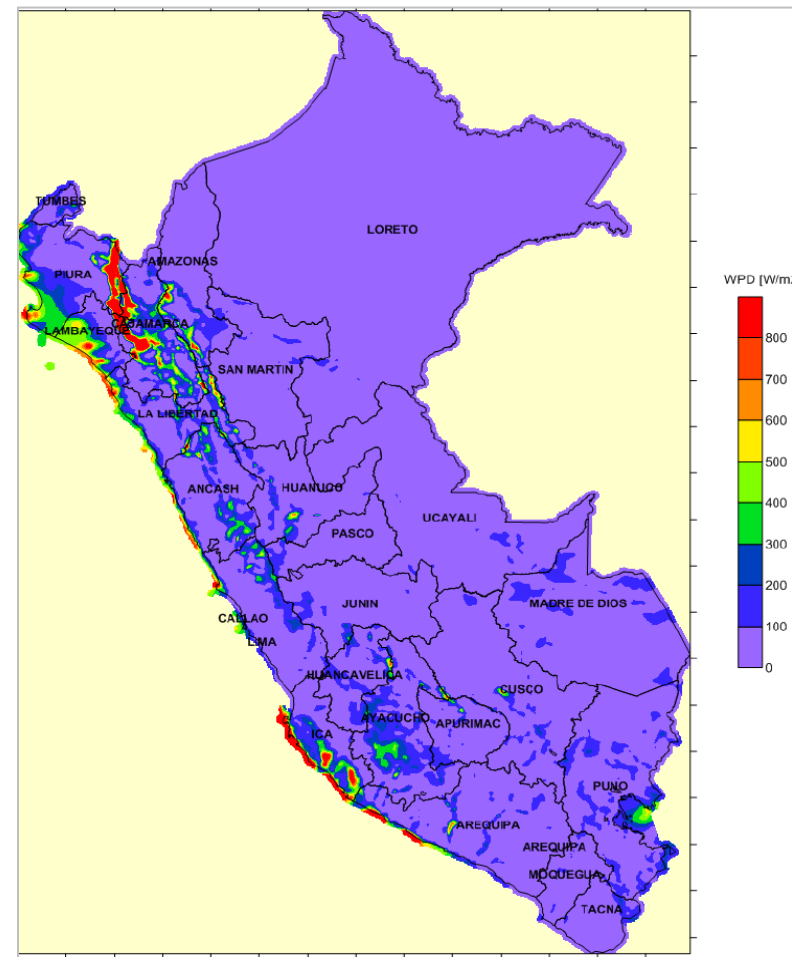 TUMBES
LORETO
AMAZONAS
PIURA
WPD [W/m2
CAJAMARCA
LAMBAYEQUE
800
700
SAN MARTIN
600
LA LIBERTAD
500
400
ANCASH
HUANUCO
300
UCAYALI
PASCO
200
100
JUNIN
MADRE DE DIOS
CALLAO
LIMA
0
HUANCAVELICA
CUSCO
AYACUCHO
APURIMAC
ICA
PUNO
AREQUIPA
AREQUIPA
MOQUEGUA
TACNA